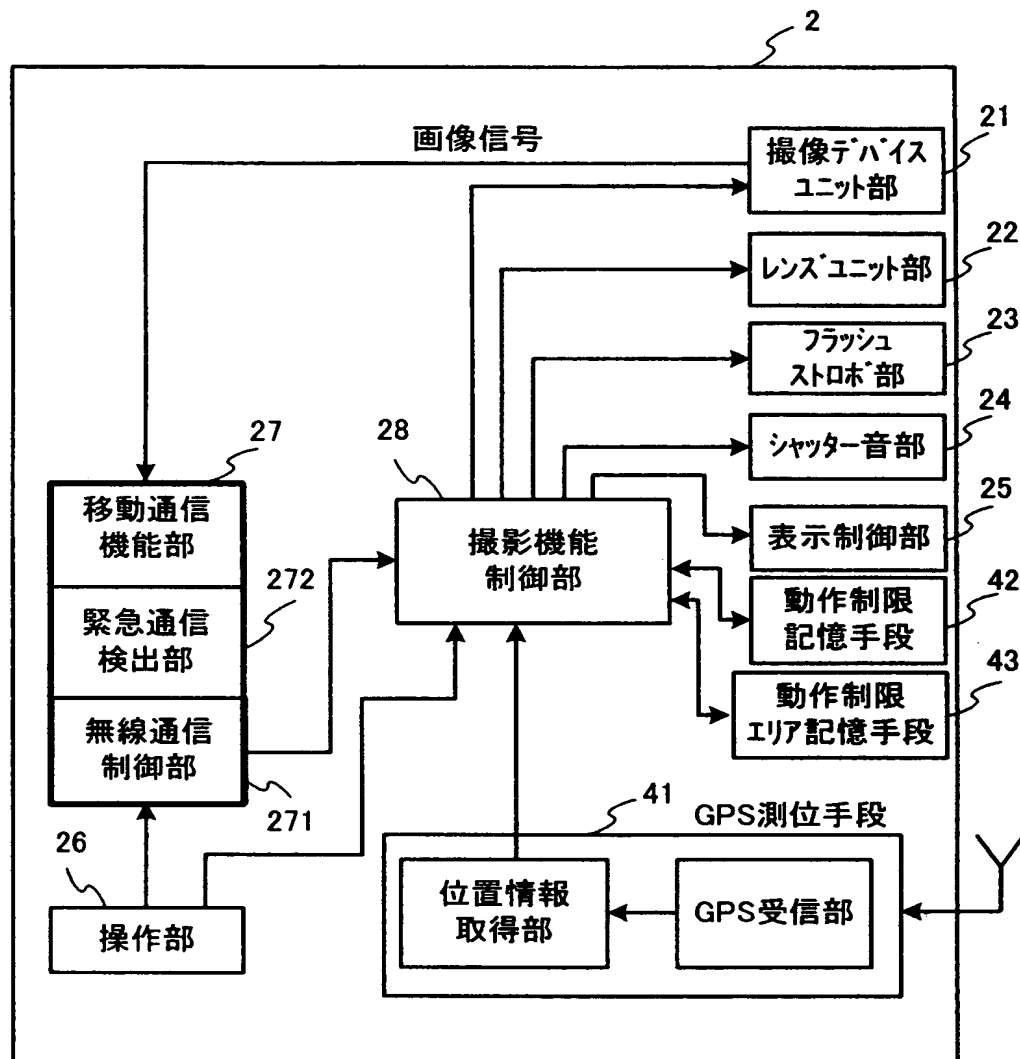 2
画像信号
21
撮像デバイス
ユニット部
22
レンズユニット部
23
フラッシュ
ストロボ部
24
シャッター音部
25
表示制御部
42
動作制限
記憶手段
43
動作制限
エリア記憶手段
27
移動通信
機能部
272
緊急通信
検出部
無線通信
制御部
271
28
撮影機能
制御部
26
操作部
41
GPS測位手段
位置情報
取得部
GPS受信部